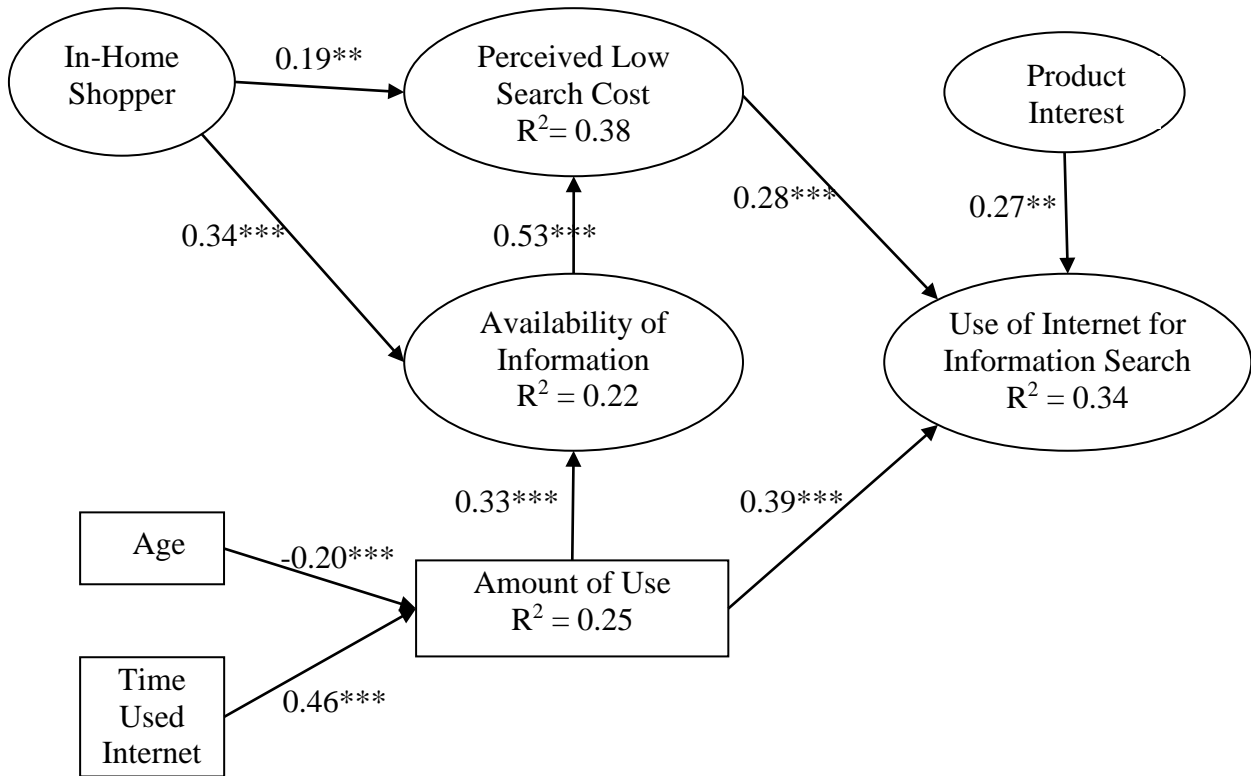 In-Home
Shopper
0.19**
Perceived Low
Search Cost
R²= 0.38
Product
Interest
0.34***
0.53***
0.28***
0.27**
Availability of
Information
R² = 0.22
Use of Internet for
Information Search
R² = 0.34
0.33***
0.39***
Age
-0.20***
Amount of Use
R² = 0.25
Time
Used
Internet
0.46***